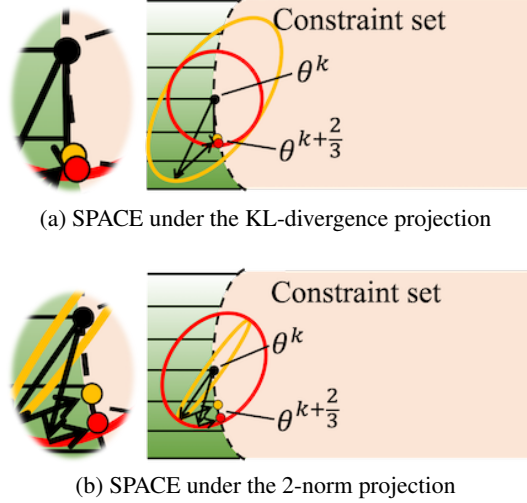 Constraint set
θ^k
θ^{k+2/3}
(a) SPACE under the KL-divergence projection
Constraint set
θ^k
θ^{k+2/3}
(b) SPACE under the 2-norm projection